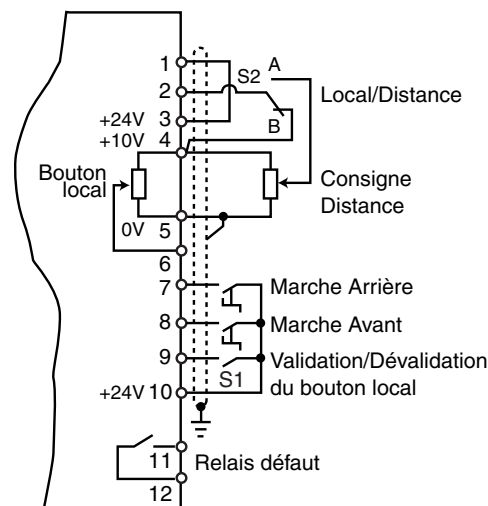 1
S2 A
2
Local/Distance
+24V 3
+10V 4
B
Bouton local
Consigne Distance
0V 5
6
7 Marche Arrière
8 Marche Avant
9 Validation/Dévalidation
S1 du bouton local
+24V 10
11 Relais défaut
12